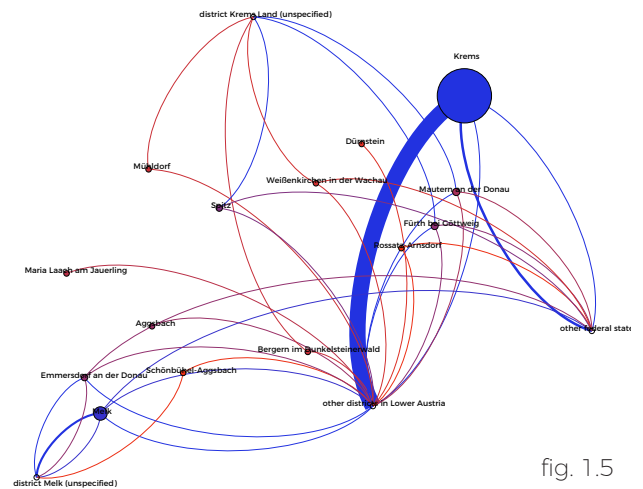 district Krems Land (unspecified)
Krems
Dürnstein
Mühldorf
Weißenkirchen in der Wachau
Mautern an der Donau
Spitz
Fürth bei Göttweig
Rossatz-Arnsdorf
Maria Laach am Jauerling
Aggsbach
other federal state
Bergern im Dunkelsteinerwald
Schönbühel-Aggsbach
Emmersdorf an der Donau
other districts in Lower Austria
Melk
district Melk (unspecified)
fig. 1.5